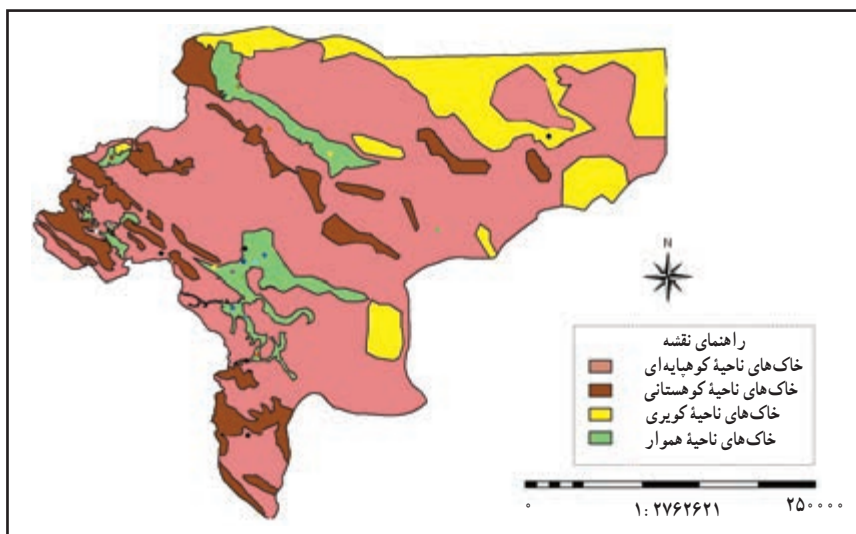 N
راهنمای نقشه
خاک‌های ناحیهٔ کوهپایه‌ای
خاک‌های ناحیهٔ کوهستانی
خاک‌های ناحیهٔ کویری
خاک‌های ناحیهٔ هموار
۰ ۱:۲۷۶۲۶۲۱ ۲۵۰۰۰۰